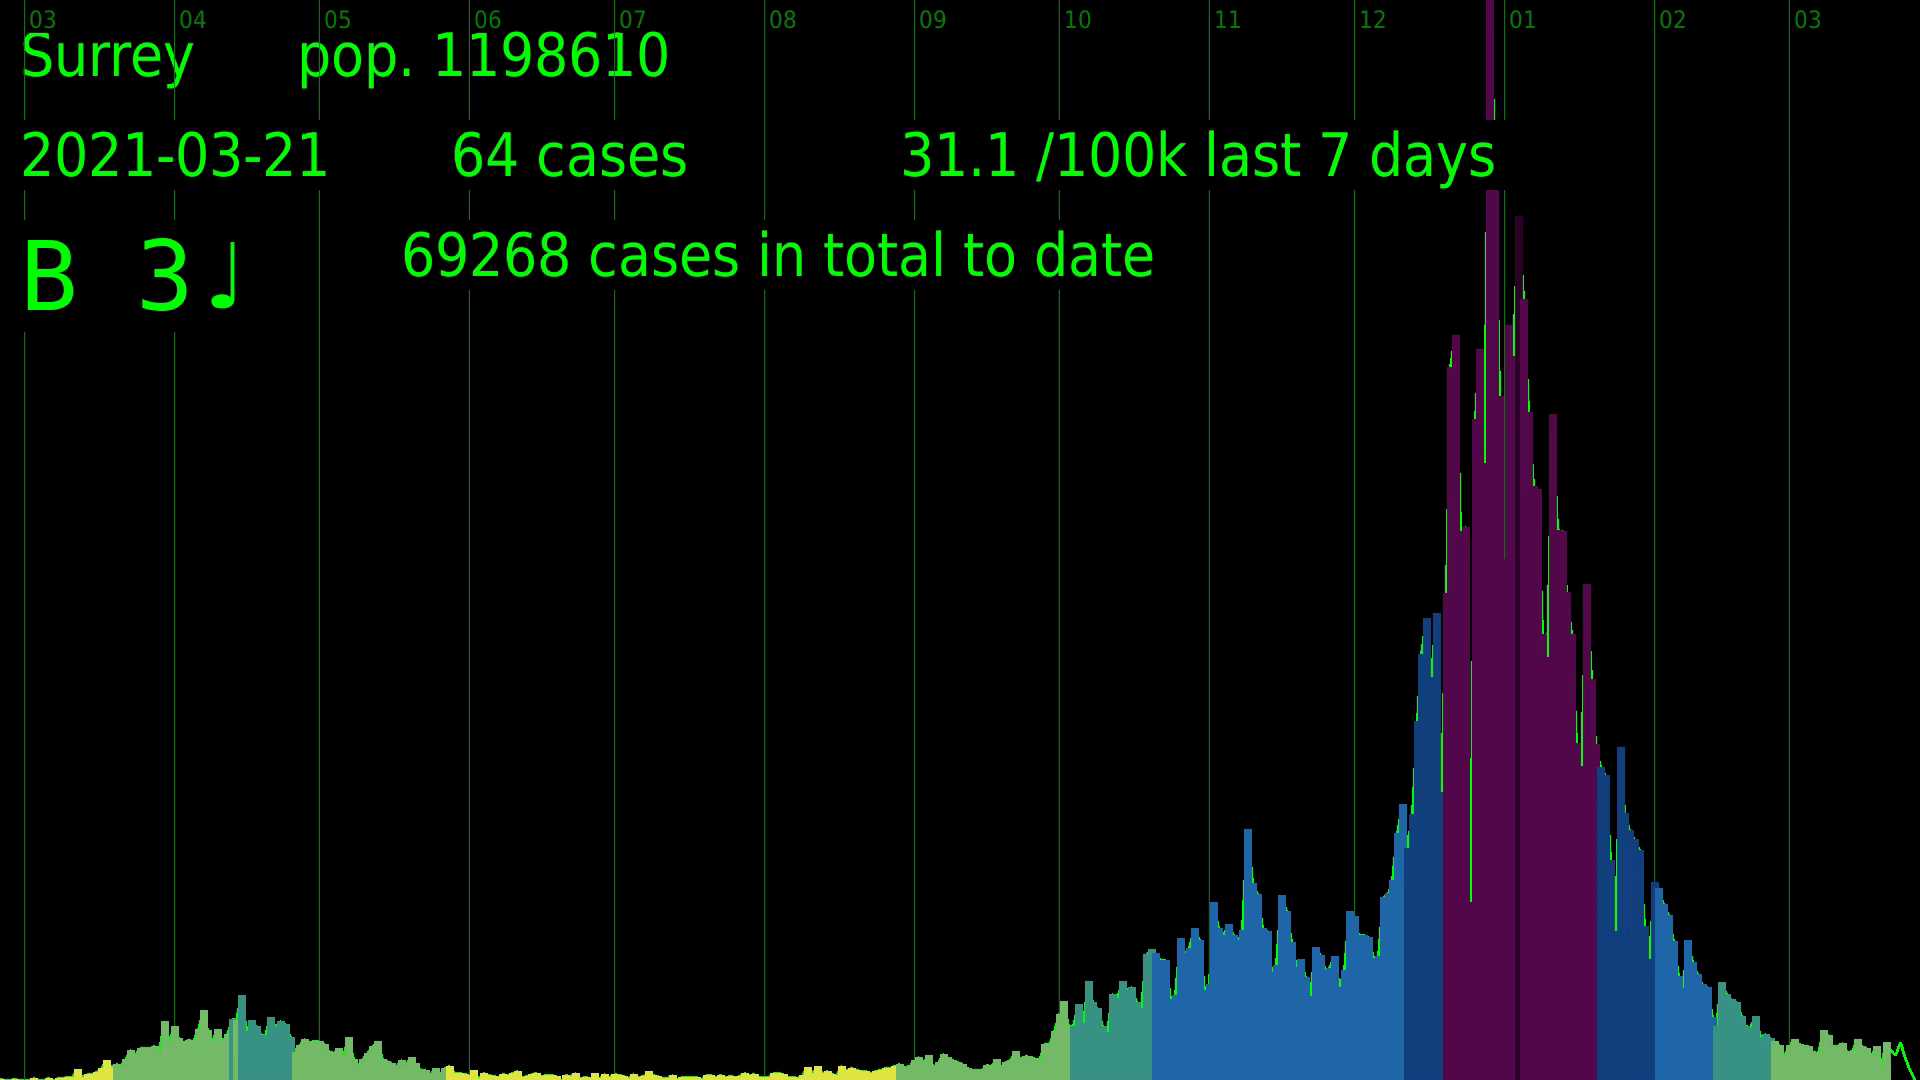 03 04 05 06 07 08 09 10 11 12 01 02 03
Surrey pop. 1198610
2021-03-21 64 cases 31.1 /100k last 7 days
B 3♩ 69268 cases in total to date